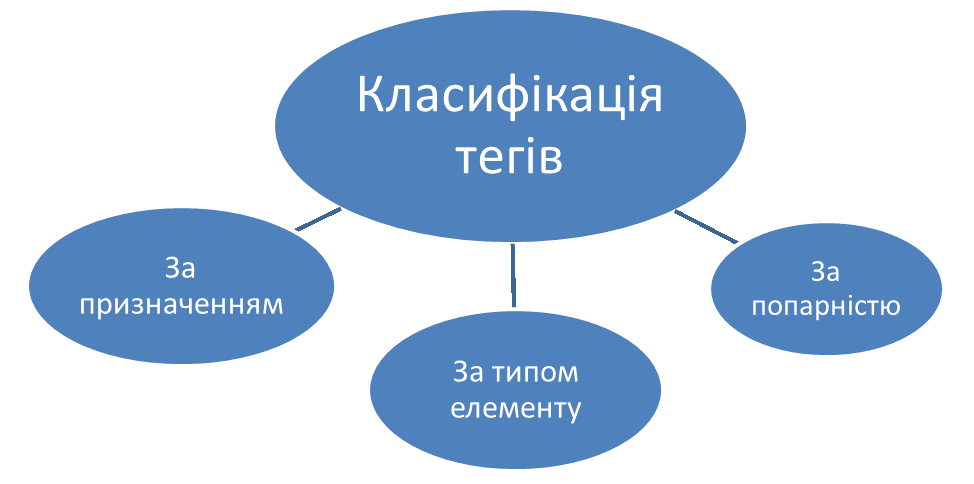 Класифікація
тегів
За
призначенням
За типом
елементу
За
попарністю